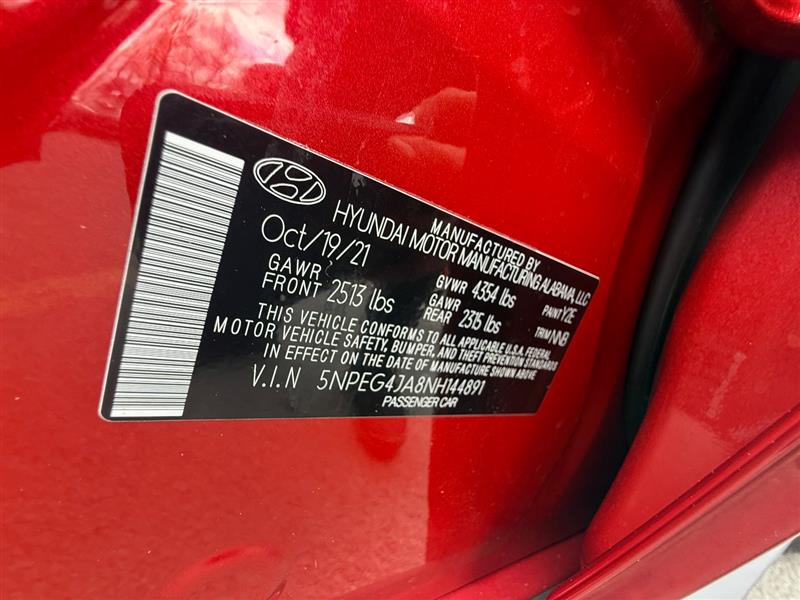 MANUFACTURED BY
HYUNDAI MOTOR MANUFACTURING ALABAMA, LLC
Oct/19/21 GVWR 4354 lbs PAINT Y2E
GAWR FRONT 2513 lbs GAWR REAR 2315 lbs TRIM NNB
THIS VEHICLE CONFORMS TO ALL APPLICABLE U.S.A. FEDERAL
MOTOR VEHICLE SAFETY, BUMPER, AND THEFT PREVENTION STANDARDS
IN EFFECT ON THE DATE OF MANUFACTURE SHOWN ABOVE
V.I.N 5NPEG4JA8NH144891
PASSENGER CAR